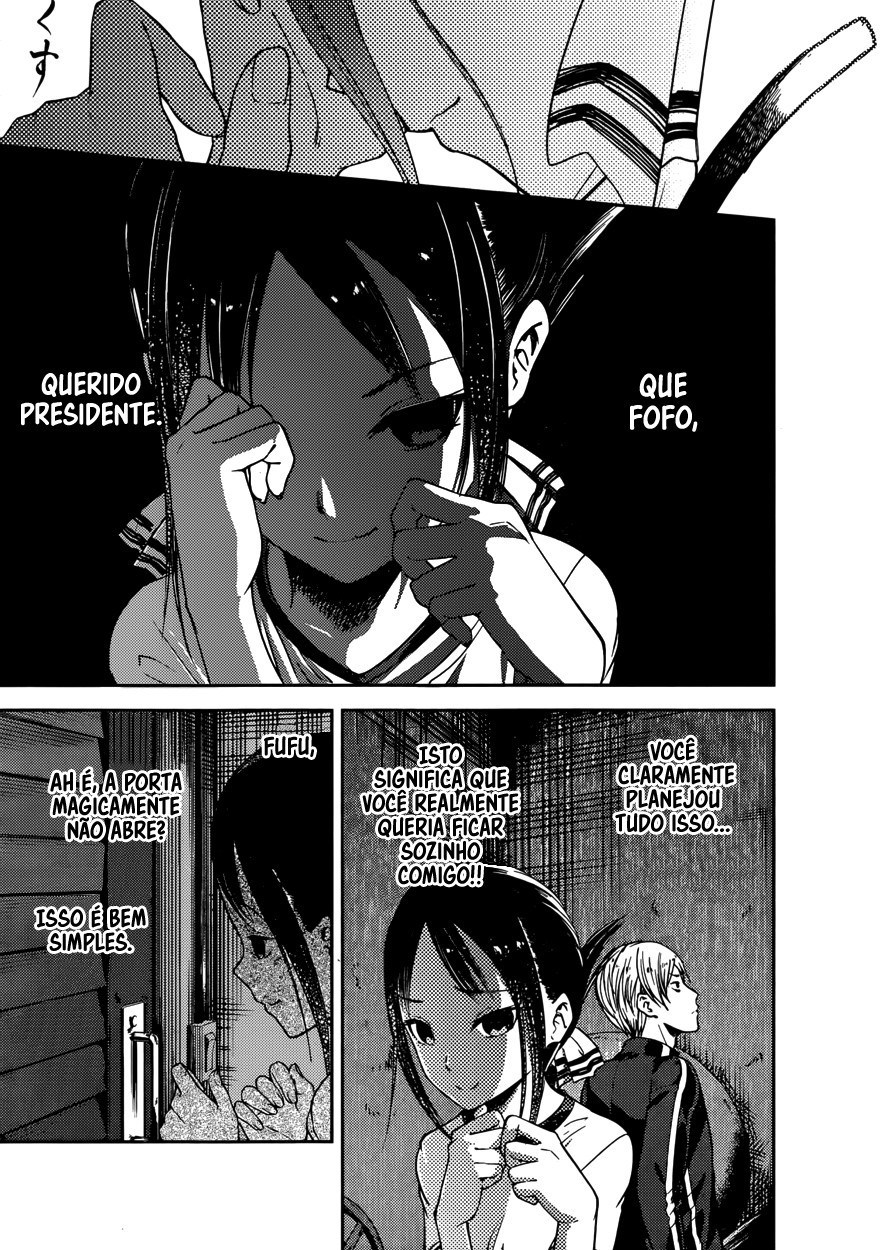 くす
QUE
FOFO,
QUERIDO
PRESIDENTE.
VOCÊ
CLARAMENTE
PLANEJOU
TUDO ISSO...
ISTO
SIGNIFICA QUE
VOCÊ REALMENTE
QUERIA FICAR
SOZINHO
COMIGO!!
FUFU,
AH É, A PORTA
MAGICAMENTE
NÃO ABRE?
ISSO É BEM
SIMPLES.